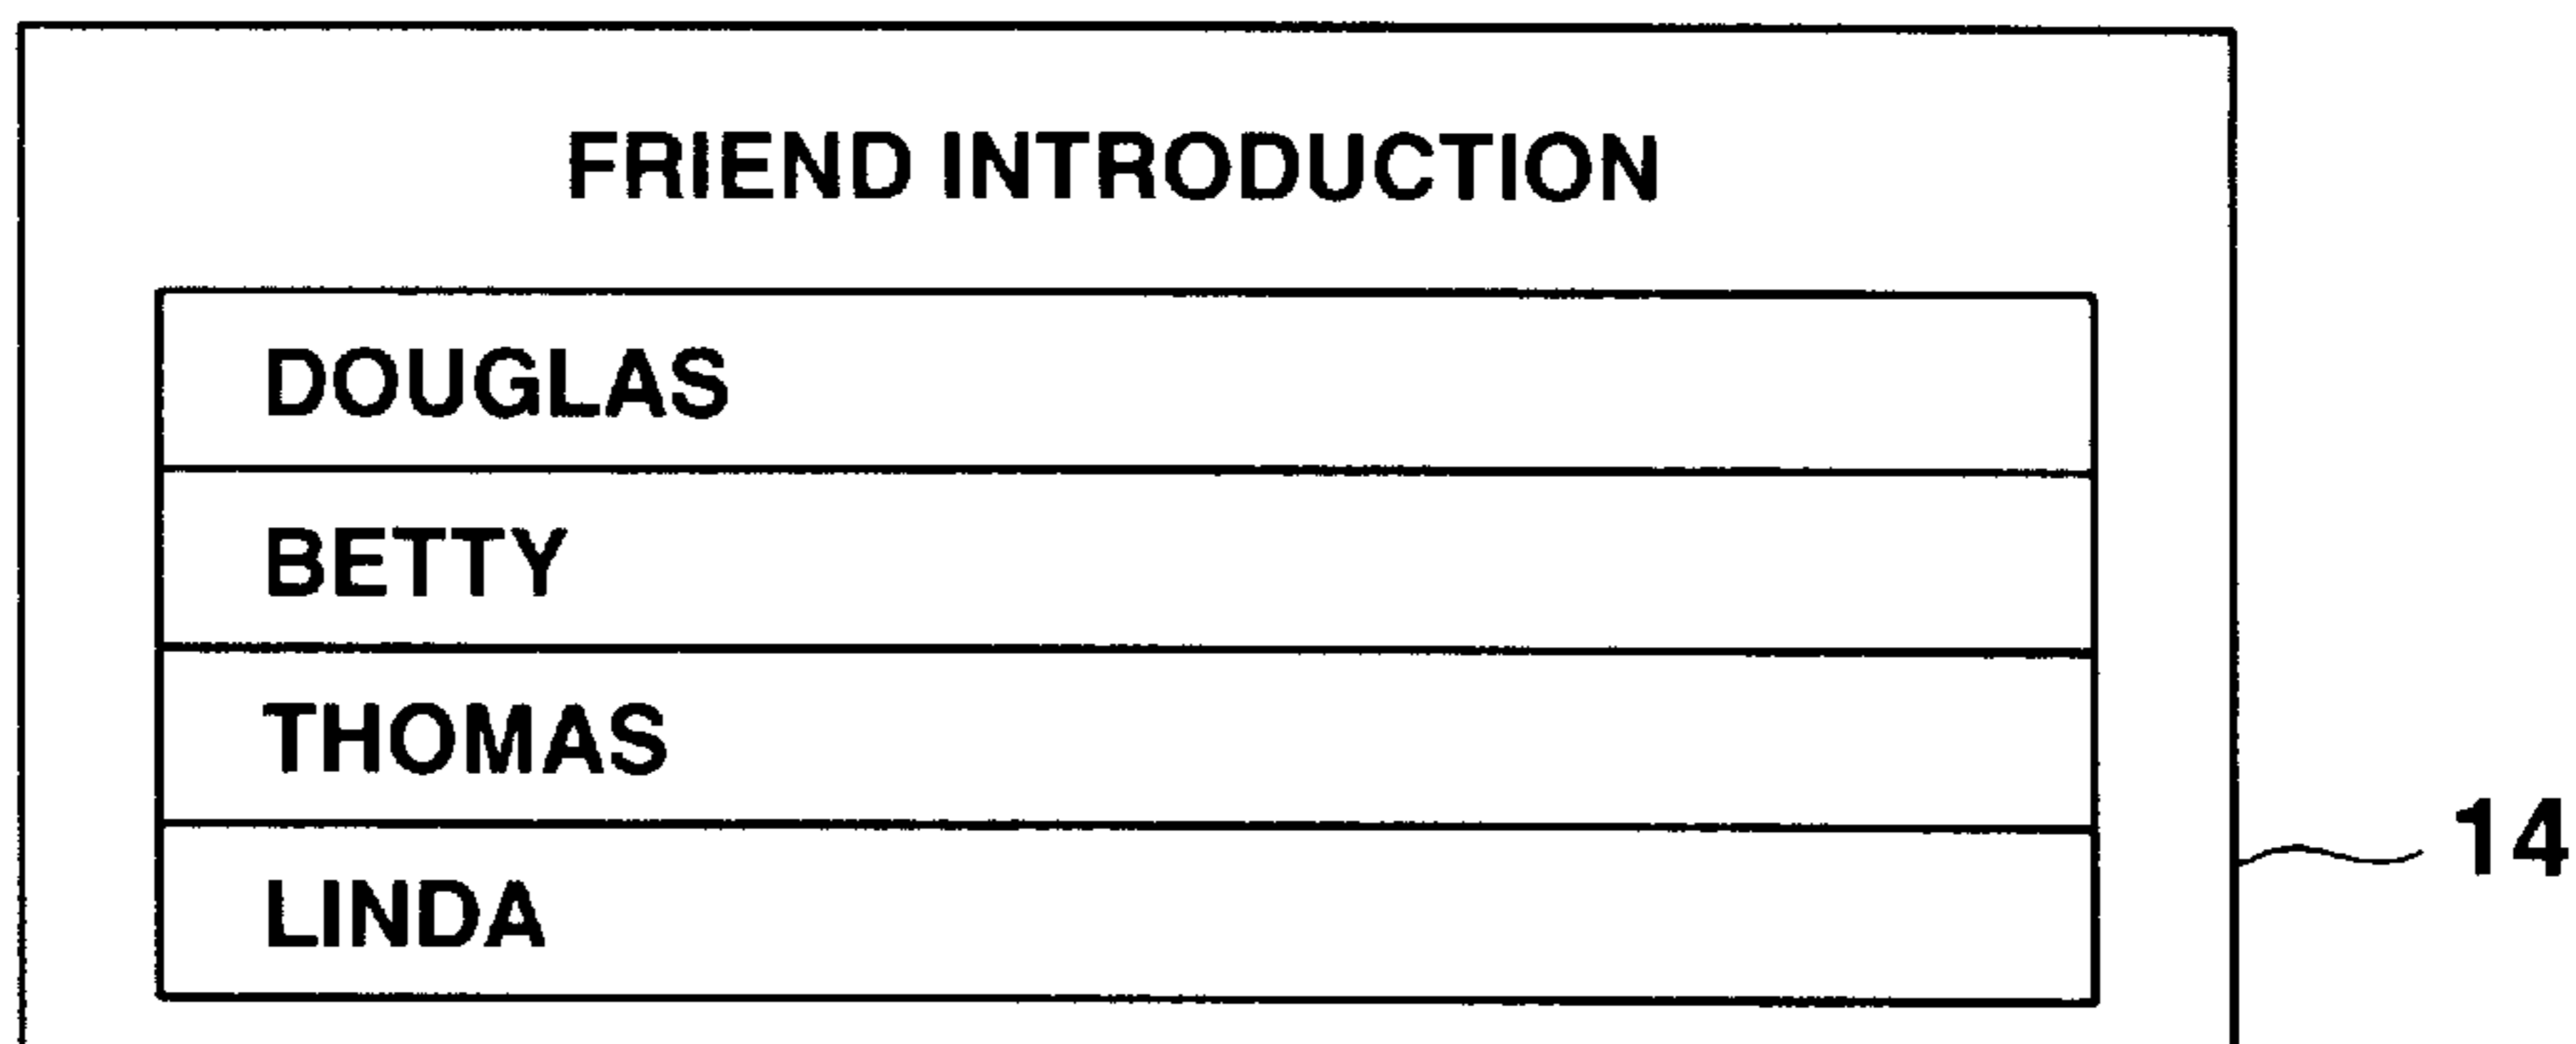 FRIEND INTRODUCTION
DOUGLAS
BETTY
THOMAS
LINDA
14